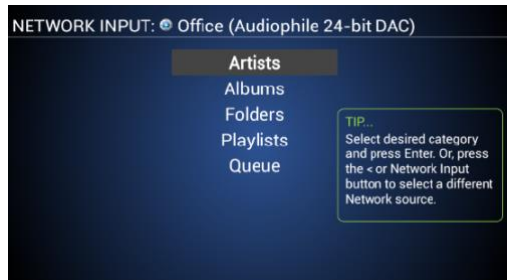 NETWORK INPUT: Office (Audiophile 24-bit DAC)
Artists
Albums
Folders
Playlists
Queue
TIP...
Select desired category
and press Enter. Or, press
the < or Network Input
button to select a different
Network source.